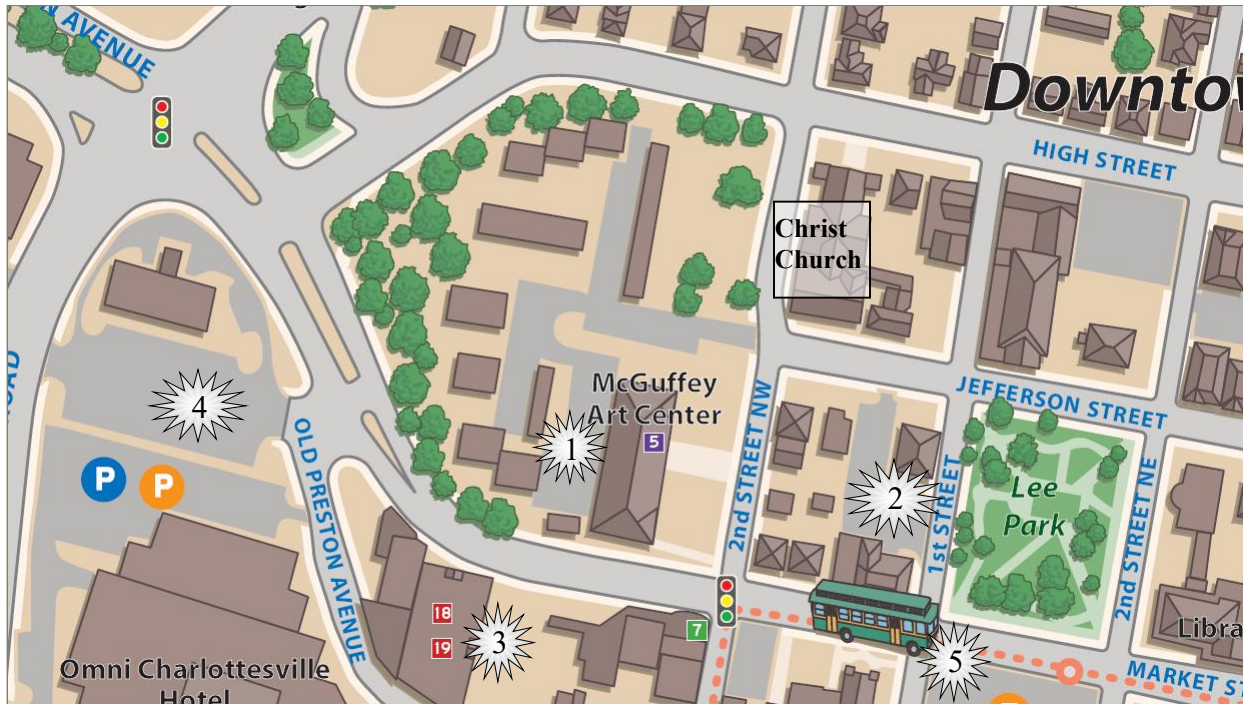 N AVENUE
Downtow
HIGH STREET
Christ
Church
McGuffey
Art Center
5
JEFFERSON STREET
4
1
2
Lee
Park
P
P
OLD PRESTON AVENUE
2nd STREET NW
1st STREET
2nd STREET NE
ROAD
18
19
3
7
5
Libra
Omni Charlottesville
Hotel
MARKET ST